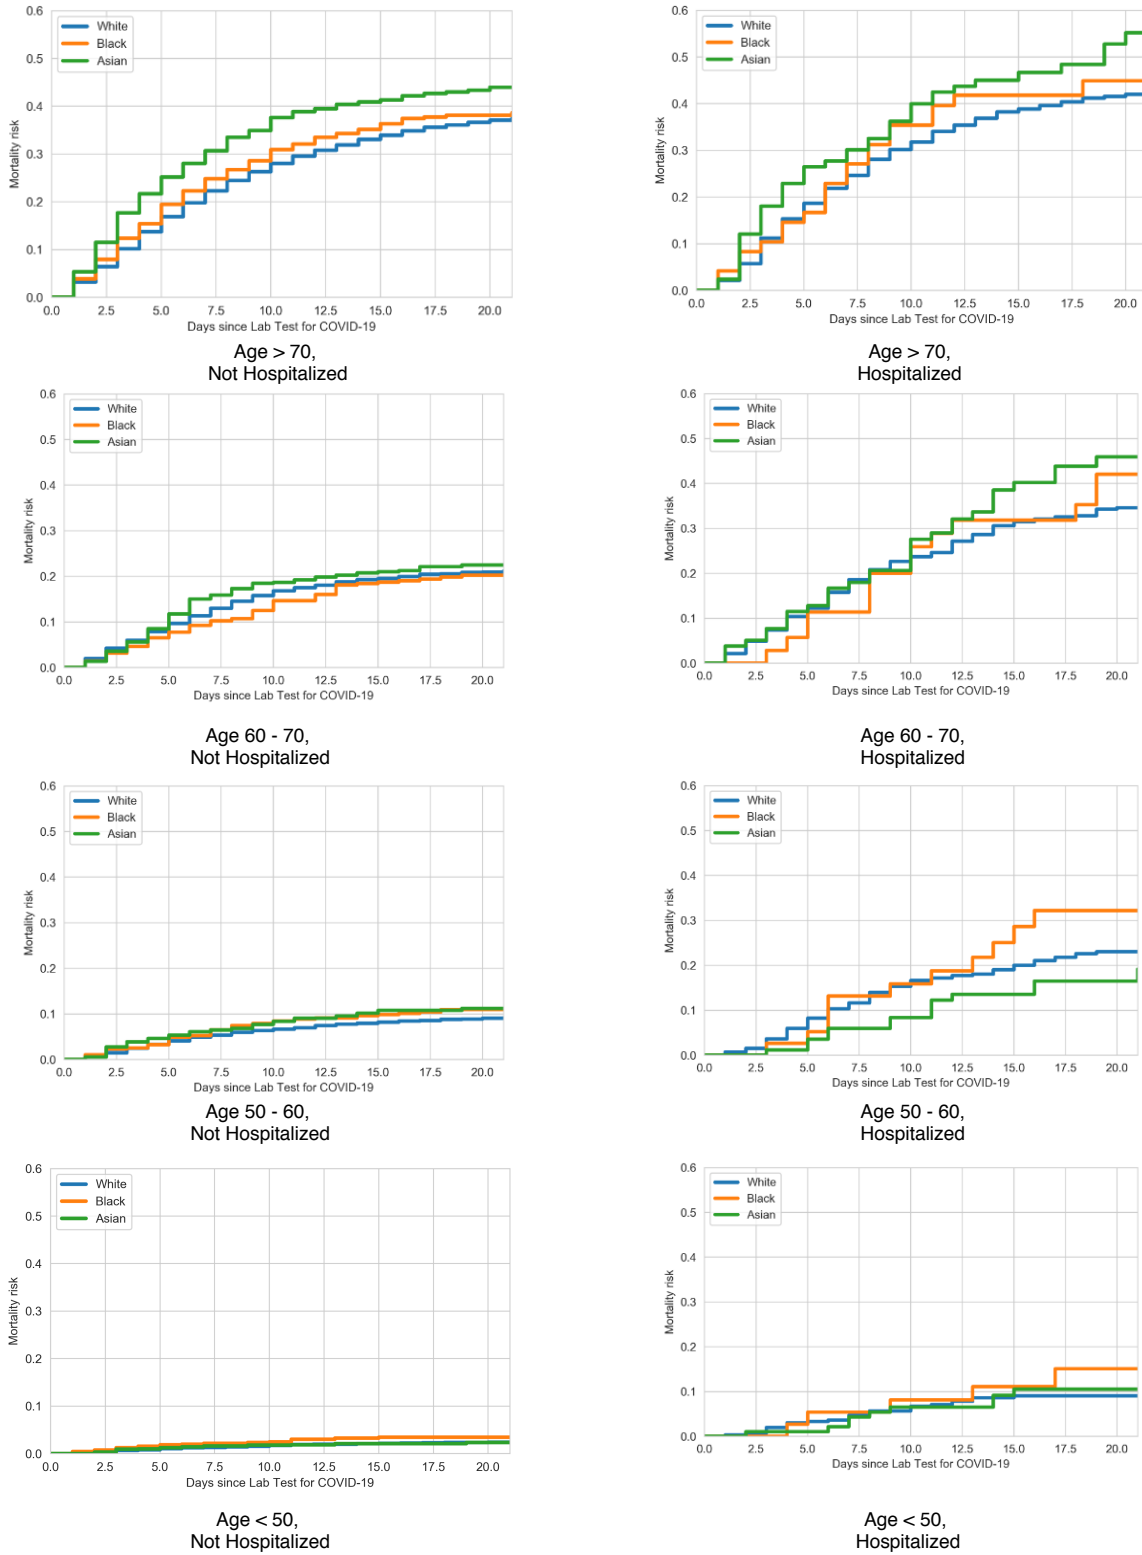 0.6
0.5
0.4
0.3
0.2
0.1
0.0
Mortality risk
White
Black
Asian
0.0 2.5 5.0 7.5 10.0 12.5 15.0 17.5 20.0
Days since Lab Test for COVID-19
Age > 70,
Not Hospitalized
0.6
0.5
0.4
0.3
0.2
0.1
0.0
Mortality risk
White
Black
Asian
0.0 2.5 5.0 7.5 10.0 12.5 15.0 17.5 20.0
Days since Lab Test for COVID-19
Age > 70,
Hospitalized
0.6
0.5
0.4
0.3
0.2
0.1
0.0
Mortality risk
White
Black
Asian
0.0 2.5 5.0 7.5 10.0 12.5 15.0 17.5 20.0
Days since Lab Test for COVID-19
Age 60 - 70,
Not Hospitalized
0.6
0.5
0.4
0.3
0.2
0.1
0.0
Mortality risk
White
Black
Asian
0.0 2.5 5.0 7.5 10.0 12.5 15.0 17.5 20.0
Days since Lab Test for COVID-19
Age 60 - 70,
Hospitalized
0.6
0.5
0.4
0.3
0.2
0.1
0.0
Mortality risk
White
Black
Asian
0.0 2.5 5.0 7.5 10.0 12.5 15.0 17.5 20.0
Days since Lab Test for COVID-19
Age 50 - 60,
Not Hospitalized
0.6
0.5
0.4
0.3
0.2
0.1
0.0
Mortality risk
White
Black
Asian
0.0 2.5 5.0 7.5 10.0 12.5 15.0 17.5 20.0
Days since Lab Test for COVID-19
Age 50 - 60,
Hospitalized
0.6
0.5
0.4
0.3
0.2
0.1
0.0
Mortality risk
White
Black
Asian
0.0 2.5 5.0 7.5 10.0 12.5 15.0 17.5 20.0
Days since Lab Test for COVID-19
Age < 50,
Not Hospitalized
0.6
0.5
0.4
0.3
0.2
0.1
0.0
Mortality risk
White
Black
Asian
0.0 2.5 5.0 7.5 10.0 12.5 15.0 17.5 20.0
Days since Lab Test for COVID-19
Age < 50,
Hospitalized